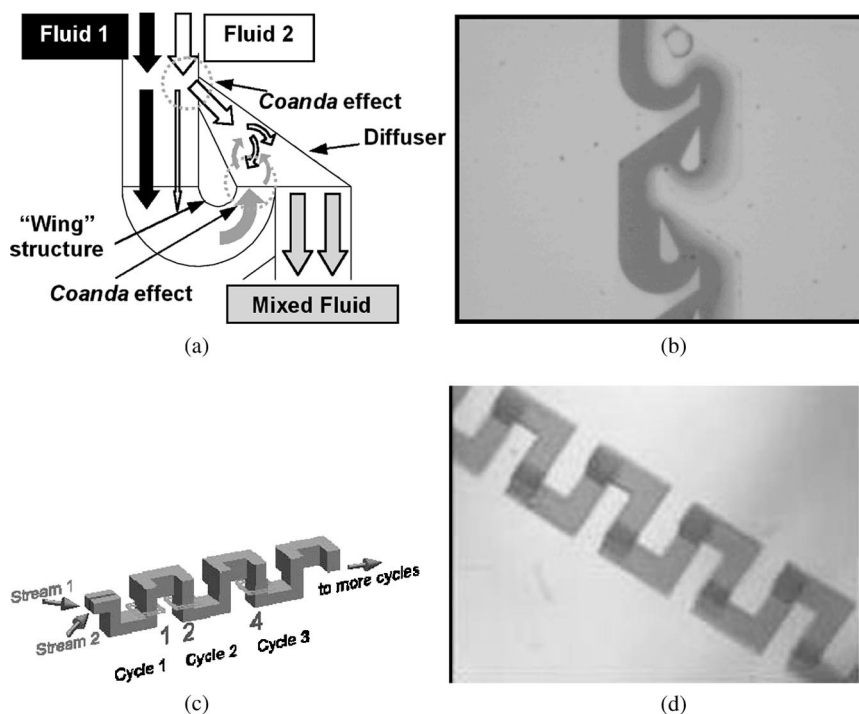 Fluid 1
Fluid 2
Coanda effect
Diffuser
“Wing”
structure
Coanda effect
Mixed Fluid
(a)
(b)
Stream 1
Stream 2
1
2
4
to more cycles
Cycle 1
Cycle 2
Cycle 3
(c)
(d)